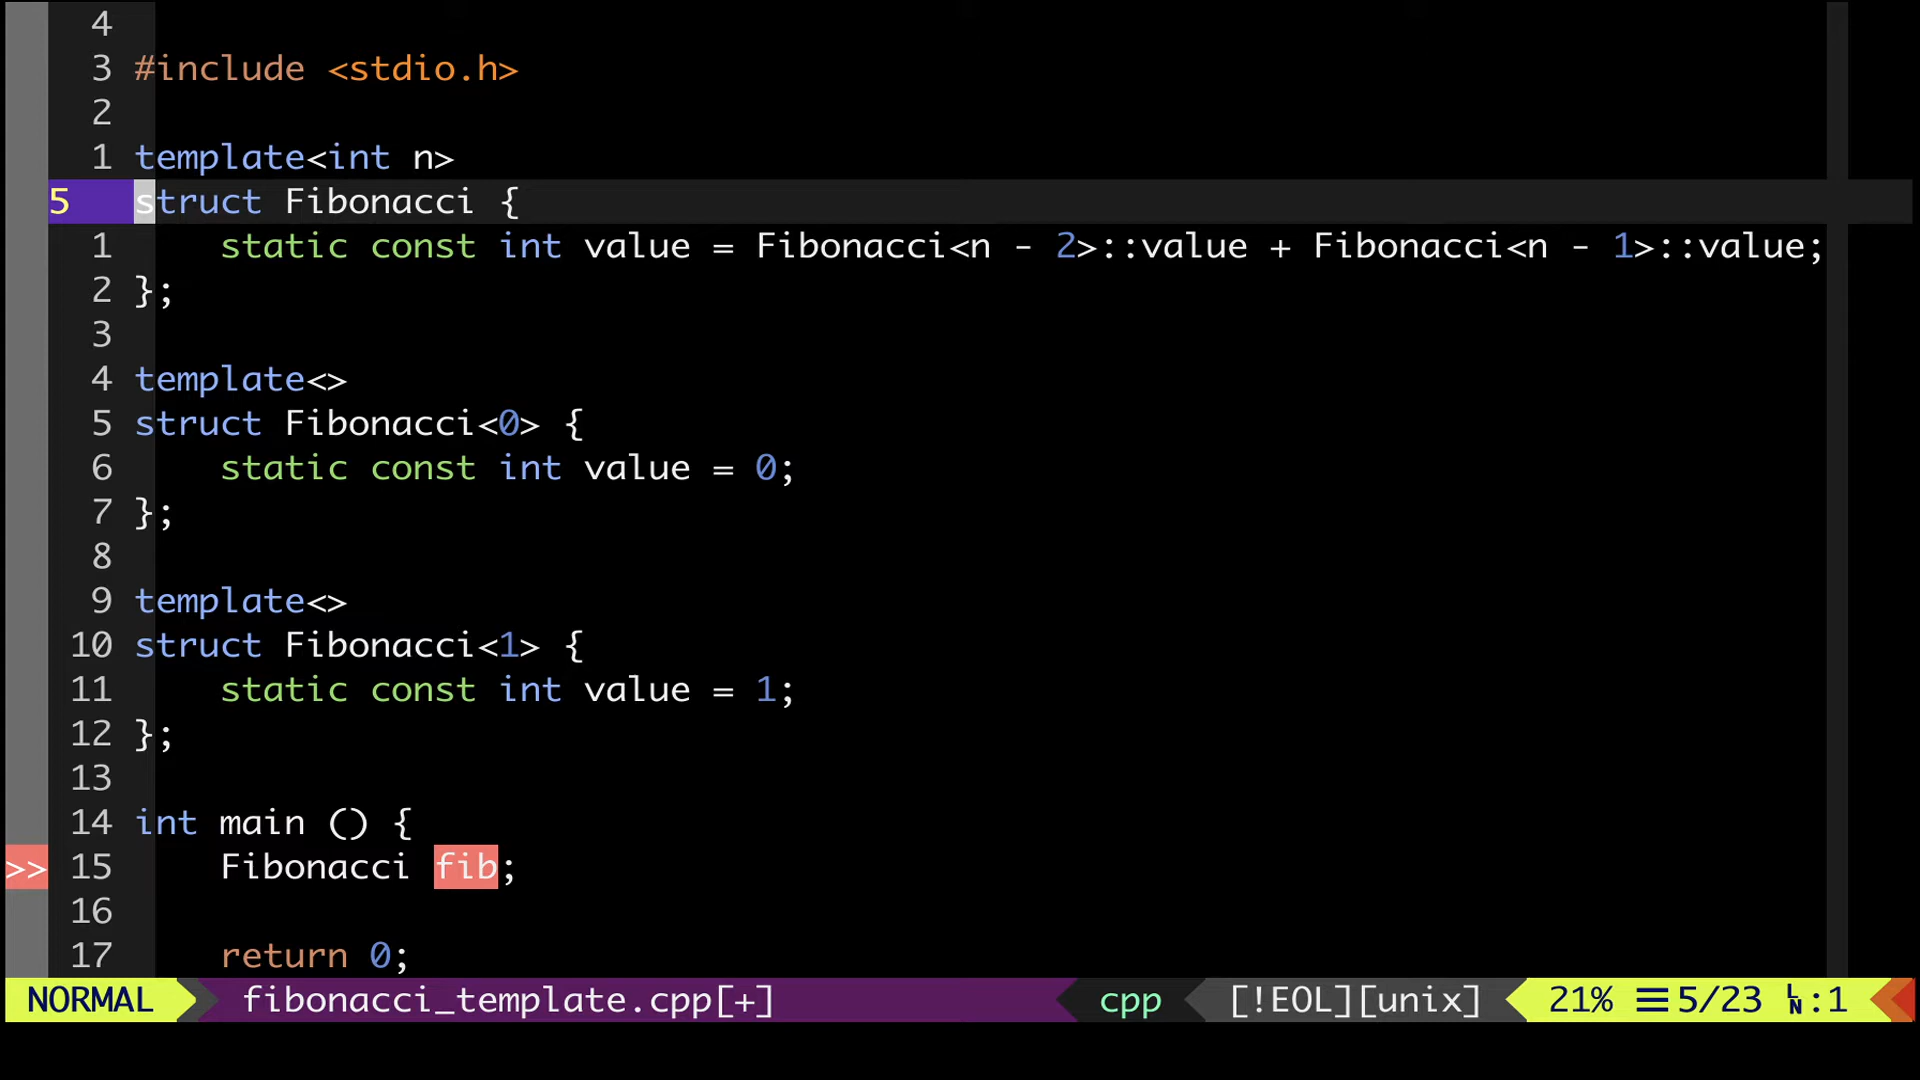 4
3 #include <stdio.h>
2
1 template<int n>
5 struct Fibonacci {
1     static const int value = Fibonacci<n - 2>::value + Fibonacci<n - 1>::value;
2 };
3
4 template<>
5 struct Fibonacci<0> {
6     static const int value = 0;
7 };
8
9 template<>
10 struct Fibonacci<1> {
11     static const int value = 1;
12 };
13
14 int main () {
>> 15     Fibonacci fib;
16
17     return 0;
NORMAL fibonacci_template.cpp[+] cpp [!EOL][unix] 21% ☰ 5/23 LN :1